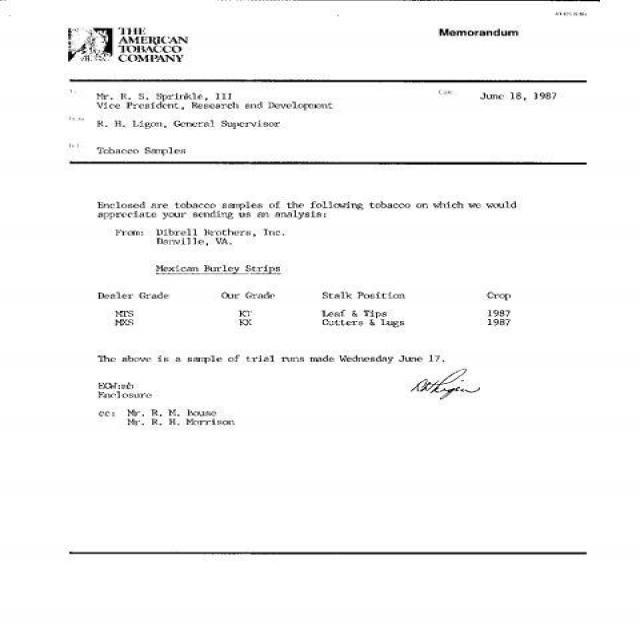 THE
AMERICAN
TOBACCO
COMPANY
Memorandum
To:
Mr. R. S. Sprinkle, III
Vice President, Research and Development
Date:
June 18, 1987
From:
R. H. Ligon, General Supervisor
Tobacco Samples
Enclosed are tobacco samples of the following tobacco on which we would
appreciate your sending us an analysis:
From: Dibrell Brothers, Inc.
Danville, VA.
Mexican Burley Strips
Dealer Grade Our Grade Stalk Position Crop
MTS KT Leaf & Tips 1987
MXS KX Cutters & Lugs 1987
The above is a sample of trial runs made Wednesday June 17.
Enclosure
RHLigon
cc: Mr. R. M. Bouse
Mr. R. H. Morrison